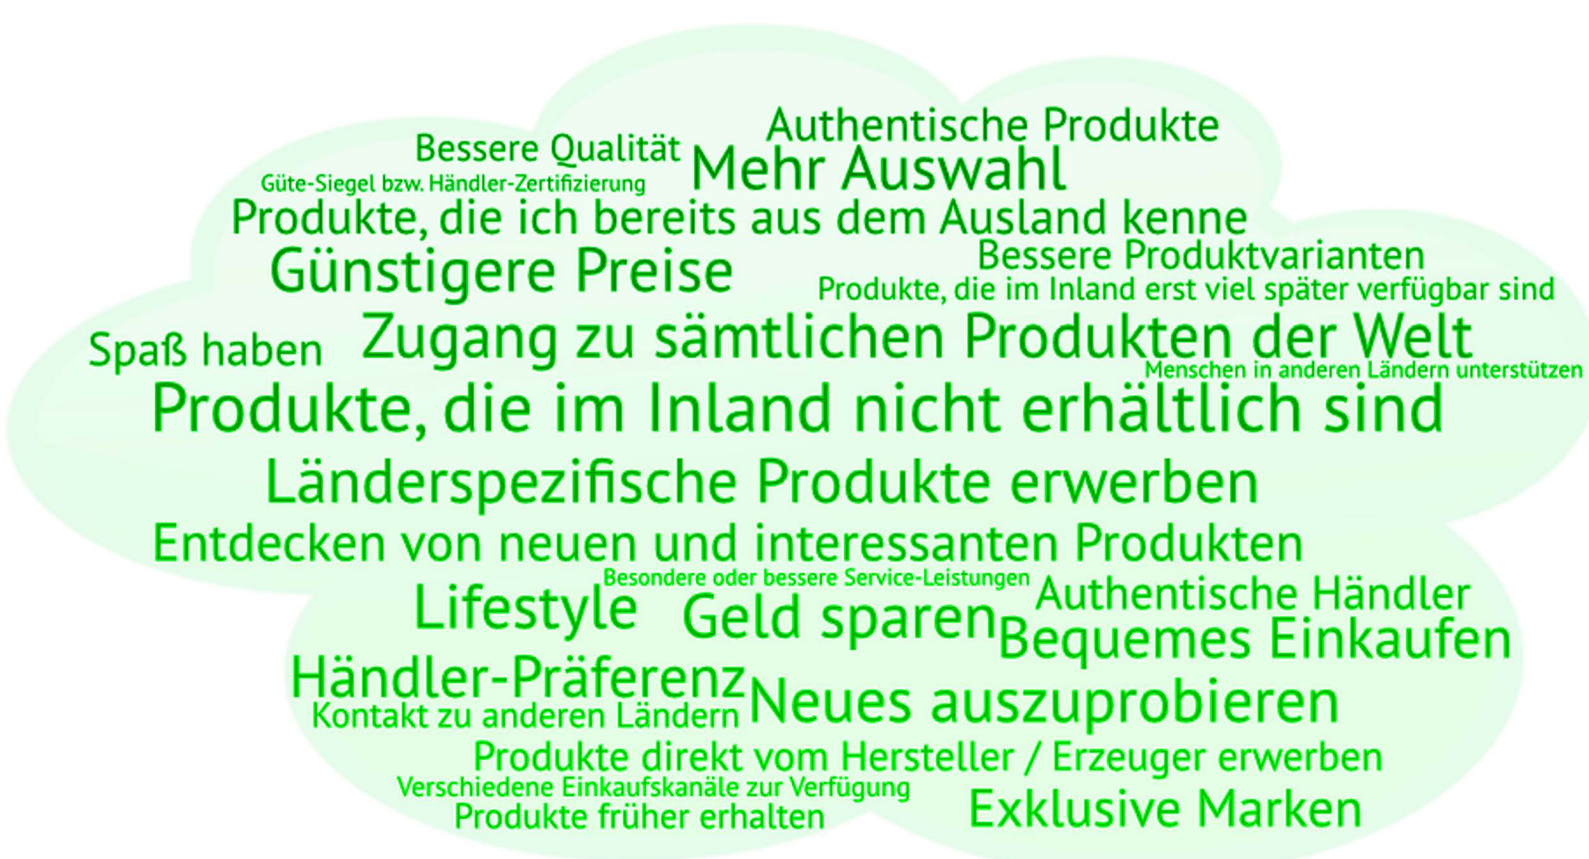 Authentische Produkte
Bessere Qualität
Mehr Auswahl
Güte-Siegel bzw. Händler-Zertifizierung
Produkte, die ich bereits aus dem Ausland kenne
Bessere Produktvarianten
Günstigere Preise
Produkte, die im Inland erst viel später verfügbar sind
Zugang zu sämtlichen Produkten der Welt
Spaß haben
Menschen in anderen Ländern unterstützen
Produkte, die im Inland nicht erhältlich sind
Länderspezifische Produkte erwerben
Entdecken von neuen und interessanten Produkten
Besondere oder bessere Service-Leistungen
Authentische Händler
Lifestyle
Geld sparen
Bequemes Einkaufen
Händler-Präferenz
Neues auszuprobieren
Kontakt zu anderen Ländern
Produkte direkt vom Hersteller / Erzeuger erwerben
Verschiedene Einkaufskanäle zur Verfügung
Exklusive Marken
Produkte früher erhalten